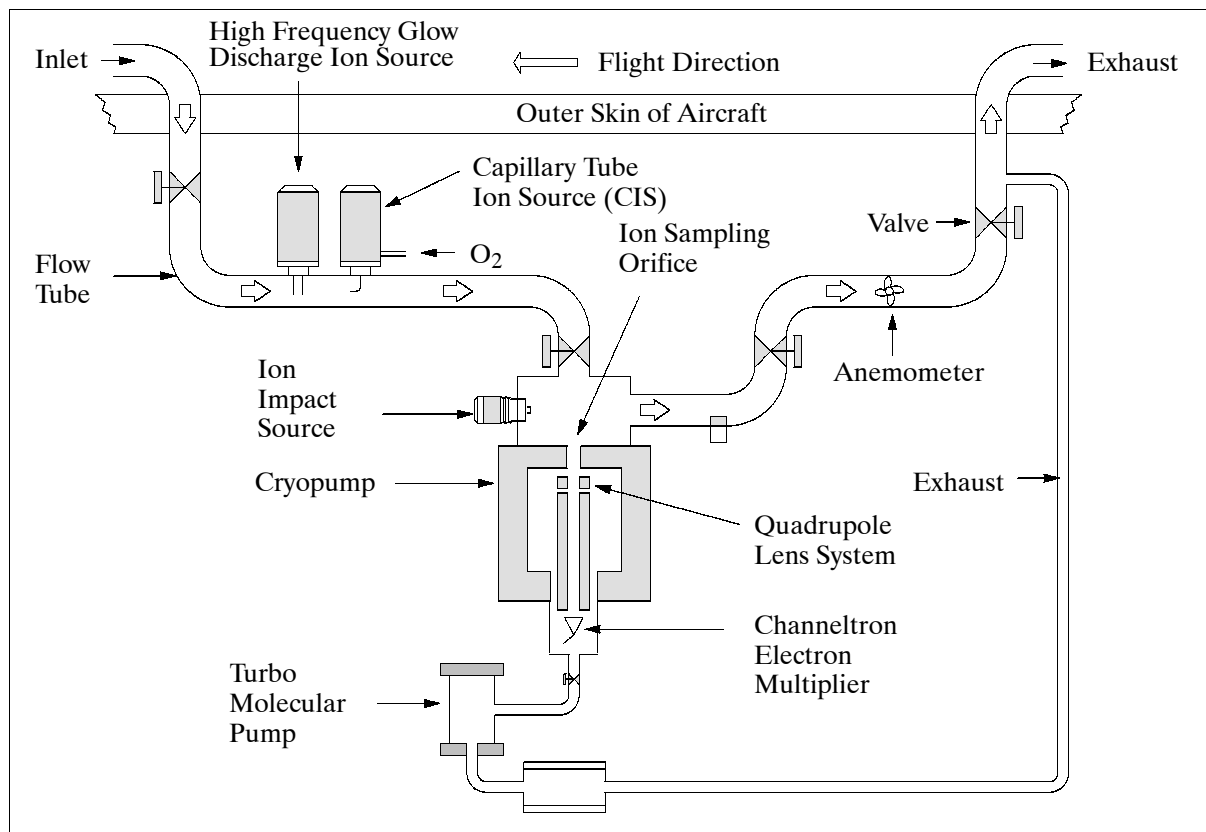 High Frequency Glow
Discharge Ion Source
Inlet
Flight Direction
Exhaust
Outer Skin of Aircraft
Capillary Tube
Ion Source (CIS)
Valve
Ion Sampling
Orifice
O2
Flow
Tube
Anemometer
Ion
Impact
Source
Cryopump
Exhaust
Quadrupole
Lens System
Channeltron
Electron
Multiplier
Turbo
Molecular
Pump